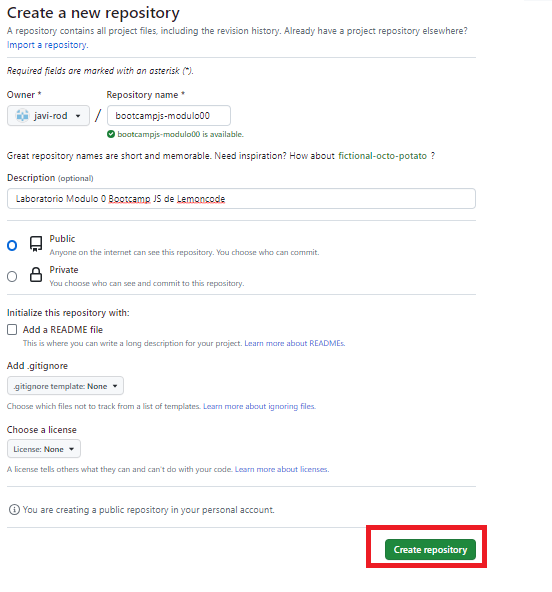 Create a new repository
A repository contains all project files, including the revision history. Already have a project repository elsewhere?
Import a repository.
Required fields are marked with an asterisk (*).
Owner * Repository name *
javi-rod / bootcampjs-modulo00
bootcampjs-modulo00 is available.
Great repository names are short and memorable. Need inspiration? How about fictional-octo-potato ?
Description (optional)
Laboratorio Modulo 0 Bootcamp JS de Lemoncode
Public
Anyone on the internet can see this repository. You choose who can commit.
Private
You choose who can see and commit to this repository.
Initialize this repository with:
Add a README file
This is where you can write a long description for your project. Learn more about READMEs.
Add .gitignore
.gitignore template: None
Choose which files not to track from a list of templates. Learn more about ignoring files.
Choose a license
License: None
A license tells others what they can and can't do with your code. Learn more about licenses.
You are creating a public repository in your personal account.
Create repository